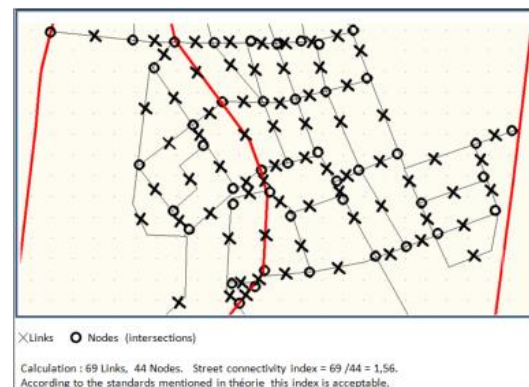 Links O Nodes (intersections)
Calculation : 69 Links, 44 Nodes. Street connectivity index = 69 /44 = 1,56.
According to the standards mentioned in théorie this index is acceptable.